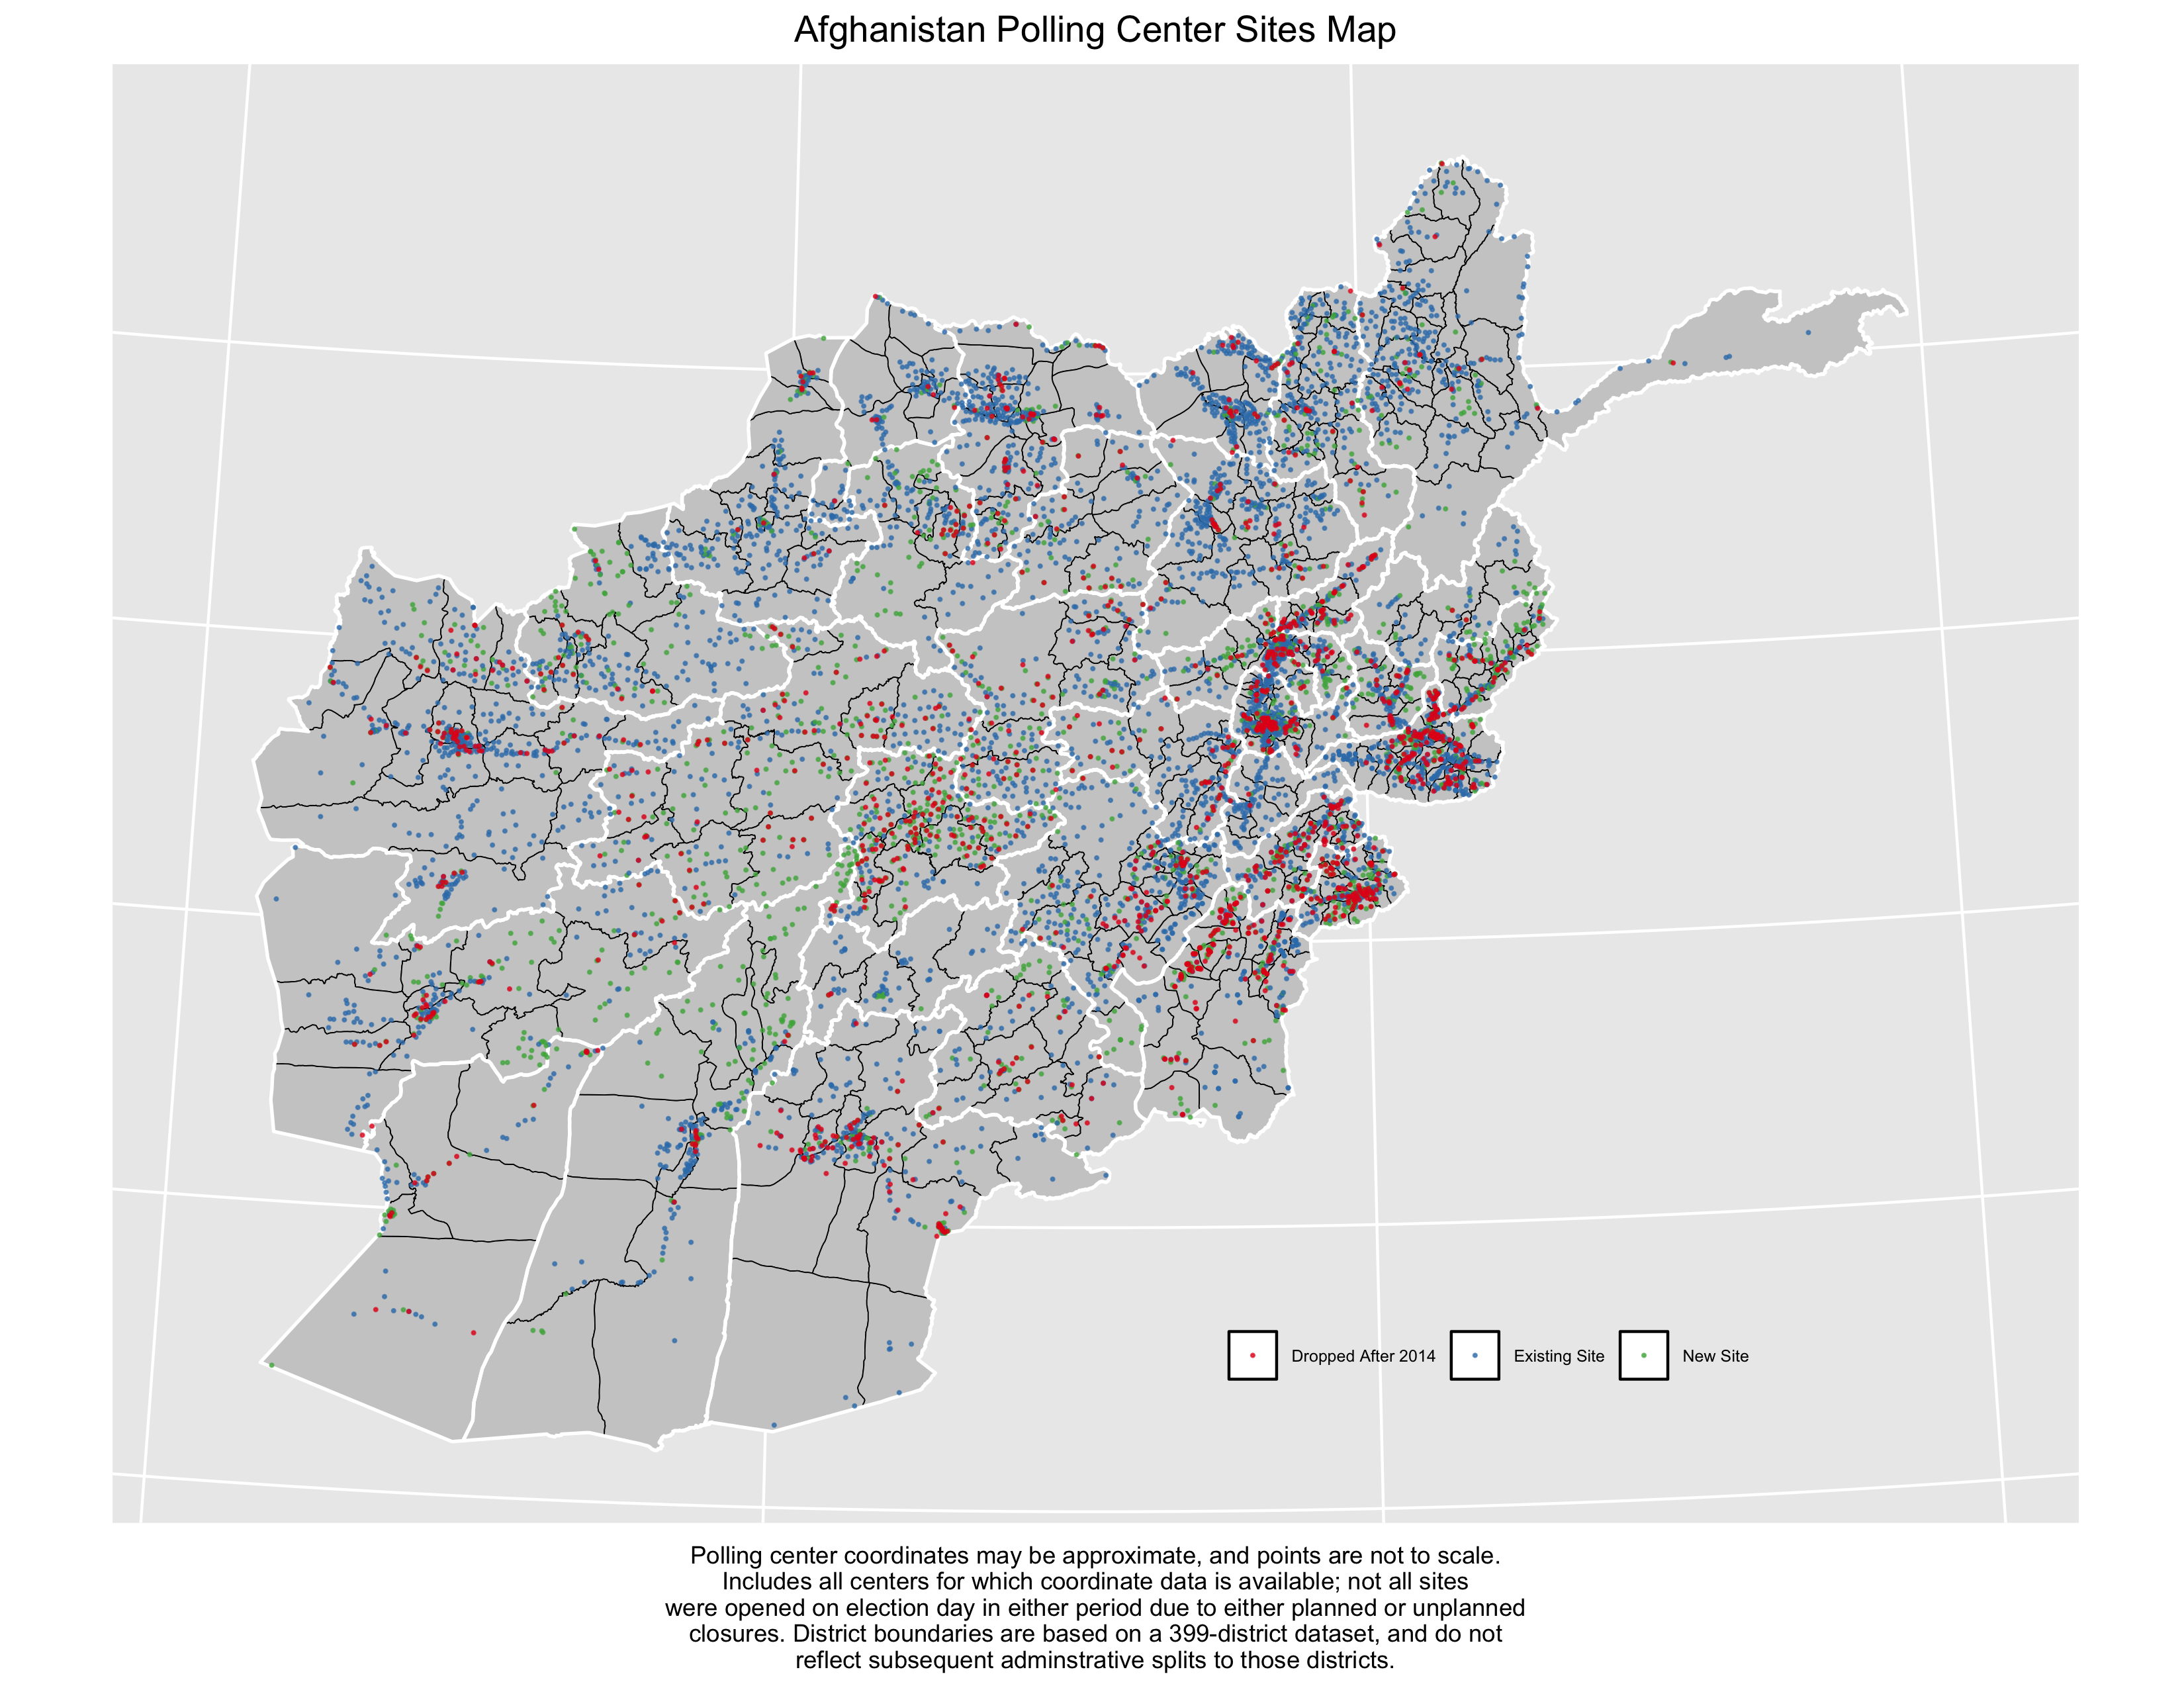 Afghanistan Polling Center Sites Map
Dropped After 2014 Existing Site New Site
Polling center coordinates may be approximate, and points are not to scale.
Includes all centers for which coordinate data is available; not all sites
were opened on election day in either period due to either planned or unplanned
closures. District boundaries are based on a 399-district dataset, and do not
reflect subsequent adminstrative splits to those districts.